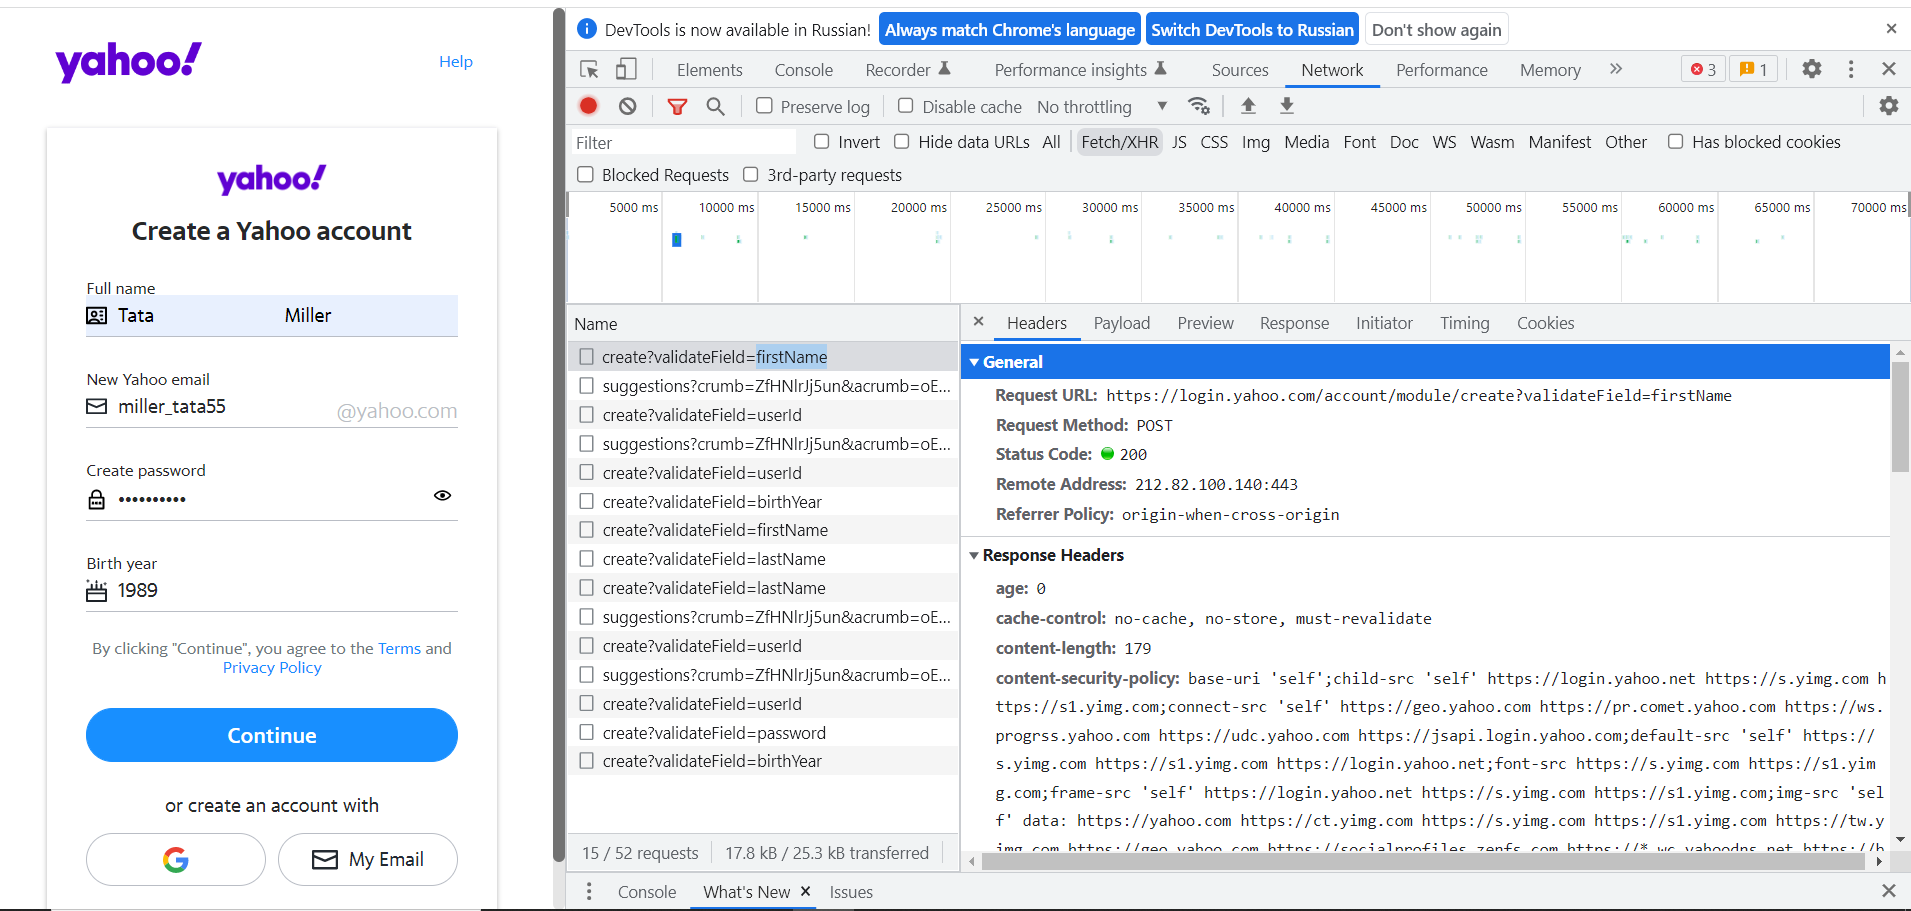 yahoo!
Help
yahoo!
Create a Yahoo account
Full name
Tata Miller
New Yahoo email
miller_tata55 @yahoo.com
Create password
••••••••••
Birth year
1989
By clicking "Continue", you agree to the Terms and
Privacy Policy
Continue
or create an account with
G My Email
DevTools is now available in Russian! Always match Chrome's language Switch DevTools to Russian Don't show again
Elements Console Recorder Performance insights Sources Network Performance Memory 3 1
Preserve log Disable cache No throttling
Filter Invert Hide data URLs All Fetch/XHR JS CSS Img Media Font Doc WS Wasm Manifest Other Has blocked cookies
Blocked Requests 3rd-party requests
5000 ms 10000 ms 15000 ms 20000 ms 25000 ms 30000 ms 35000 ms 40000 ms 45000 ms 50000 ms 55000 ms 60000 ms 65000 ms 70000 ms
Name
create?validateField=firstName
suggestions?crumb=ZfHNlrJj5un&acrumb=oE...
create?validateField=userId
suggestions?crumb=ZfHNlrJj5un&acrumb=oE...
create?validateField=userId
create?validateField=birthYear
create?validateField=firstName
create?validateField=lastName
create?validateField=lastName
suggestions?crumb=ZfHNlrJj5un&acrumb=oE...
create?validateField=userId
suggestions?crumb=ZfHNlrJj5un&acrumb=oE...
create?validateField=userId
create?validateField=password
create?validateField=birthYear
15 / 52 requests 17.8 kB / 25.3 kB transferred
Headers Payload Preview Response Initiator Timing Cookies
General
Request URL: https://login.yahoo.com/account/module/create?validateField=firstName
Request Method: POST
Status Code: 200
Remote Address: 212.82.100.140:443
Referrer Policy: origin-when-cross-origin
Response Headers
age: 0
cache-control: no-cache, no-store, must-revalidate
content-length: 179
content-security-policy: base-uri 'self';child-src 'self' https://login.yahoo.net https://s.yimg.com h
ttps://s1.yimg.com;connect-src 'self' https://geo.yahoo.com https://pr.comet.yahoo.com https://ws.
progrss.yahoo.com https://udc.yahoo.com https://jsapi.login.yahoo.com;default-src 'self' https://
s.yimg.com https://s1.yimg.com https://login.yahoo.net;font-src https://s.yimg.com https://s1.yim
g.com;frame-src 'self' https://login.yahoo.net https://s.yimg.com https://s1.yimg.com;img-src 'sel
f' data: https://yahoo.com https://ct.yimg.com https://s.yimg.com https://s1.yimg.com https://tw.y
img.com https://geo.yahoo.com https://socialprofiles.zenfs.com https://*.wc.yahoodns.net https://b
Console What's New Issues